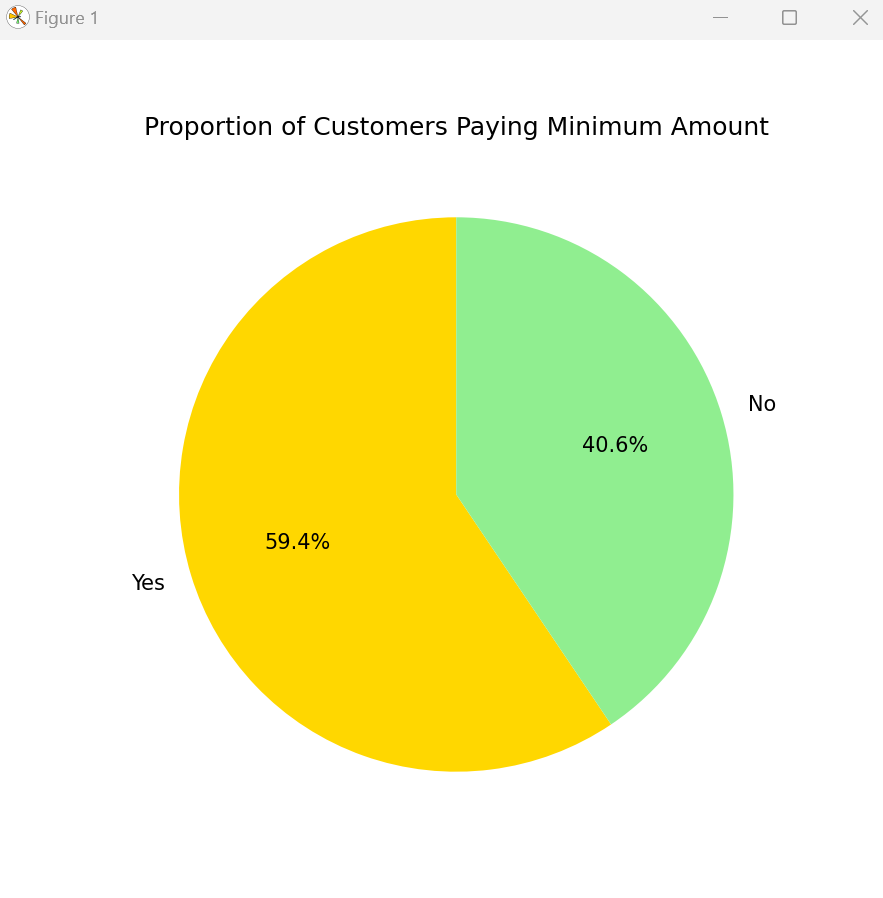 Figure 1
Proportion of Customers Paying Minimum Amount
No
40.6%
59.4%
Yes